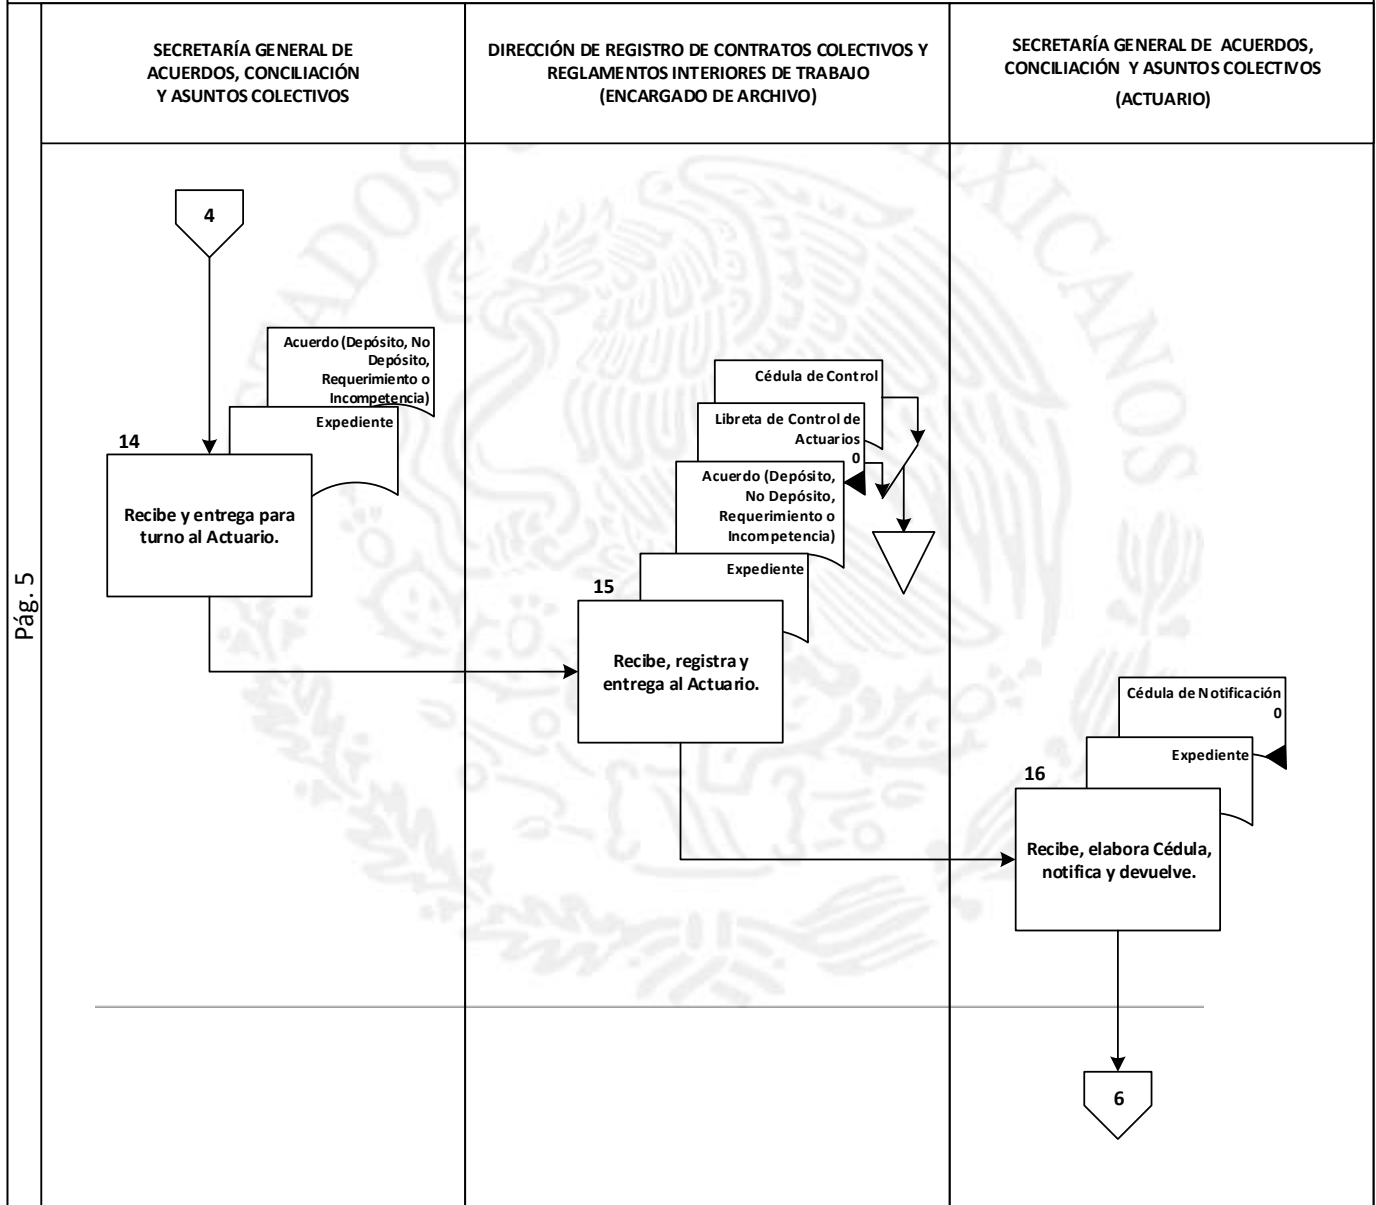 SECRETARÍA GENERAL DE
ACUERDOS, CONCILIACIÓN
Y ASUNTOS COLECTIVOS
DIRECCIÓN DE REGISTRO DE CONTRATOS COLECTIVOS Y
REGLAMENTOS INTERIORES DE TRABAJO
(ENCARGADO DE ARCHIVO)
SECRETARÍA GENERAL DE ACUERDOS,
CONCILIACIÓN Y ASUNTOS COLECTIVOS
(ACTUARIO)
Pág. 5
4
Acuerdo (Depósito, No
Depósito,
Requerimiento o
Incompetencia)
Expediente
14
Recibe y entrega para
turno al Actuario.
Cédula de Control
Libreta de Control de
Actuarios
0
Acuerdo (Depósito,
No Depósito,
Requerimiento o
Incompetencia)
Expediente
15
Recibe, registra y
entrega al Actuario.
Cédula de Notificación
0
Expediente
16
Recibe, elabora Cédula,
notifica y devuelve.
6